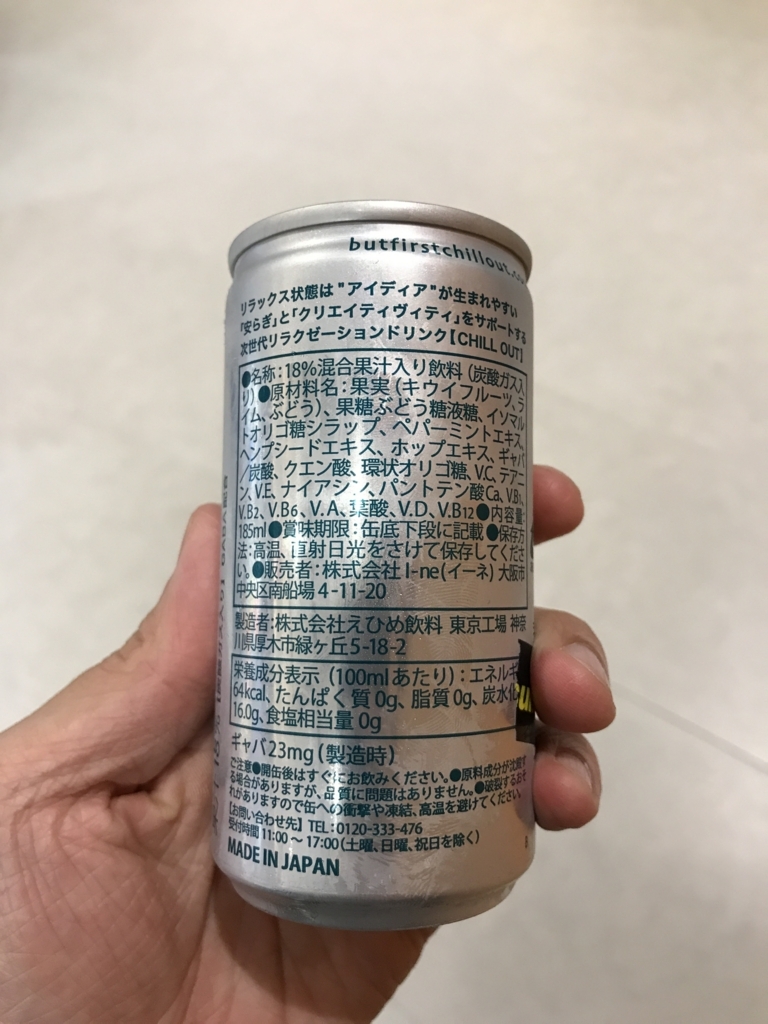 butfirstchillout.
リラックス状態は"アイディア"が生まれやすい
「安らぎ」と「クリエイティヴィティ」をサポートする
次世代リラクゼーションドリンク【CHILL OUT】
●名称:18%混合果汁入り飲料(炭酸ガス入
り)●原材料名:果実(キウイフルーツ、ラ
イム、ぶどう)、果糖ぶどう糖液糖、イソマル
トオリゴ糖シラップ、ペパーミントエキス、
ヘンプシードエキス、ホップエキス、ギャバ
/炭酸、クエン酸、環状オリゴ糖、V.C、テアニ
ン、V.E、ナイアシン、パントテン酸Ca、V.B1、
V.B2、V.B6、V.A、葉酸、V.D、V.B12●内容量:
185ml●賞味期限:缶底下段に記載●保存方
法:高温、直射日光をさけて保存してくださ
い。●販売者:株式会社I-ne(イーネ)大阪市
中央区南船場4-11-20
製造者:株式会社えひめ飲料 東京工場 神奈
川県厚木市緑ヶ丘5-18-2
栄養成分表示(100mlあたり):エネルギ
64kcal、たんぱく質0g、脂質0g、炭水化
16.0g、食塩相当量0g
ギャバ23mg(製造時)
ご注意●開缶後はすぐにお飲みください。●原料成分が沈殿す
る場合がありますが、品質に問題はありません。●破裂するおそ
れがありますので缶への衝撃や凍結、高温を避けてください。
【お問い合わせ先】TEL:0120-333-476
受付時間 11:00~17:00(土曜、日曜、祝日を除く)
MADE IN JAPAN